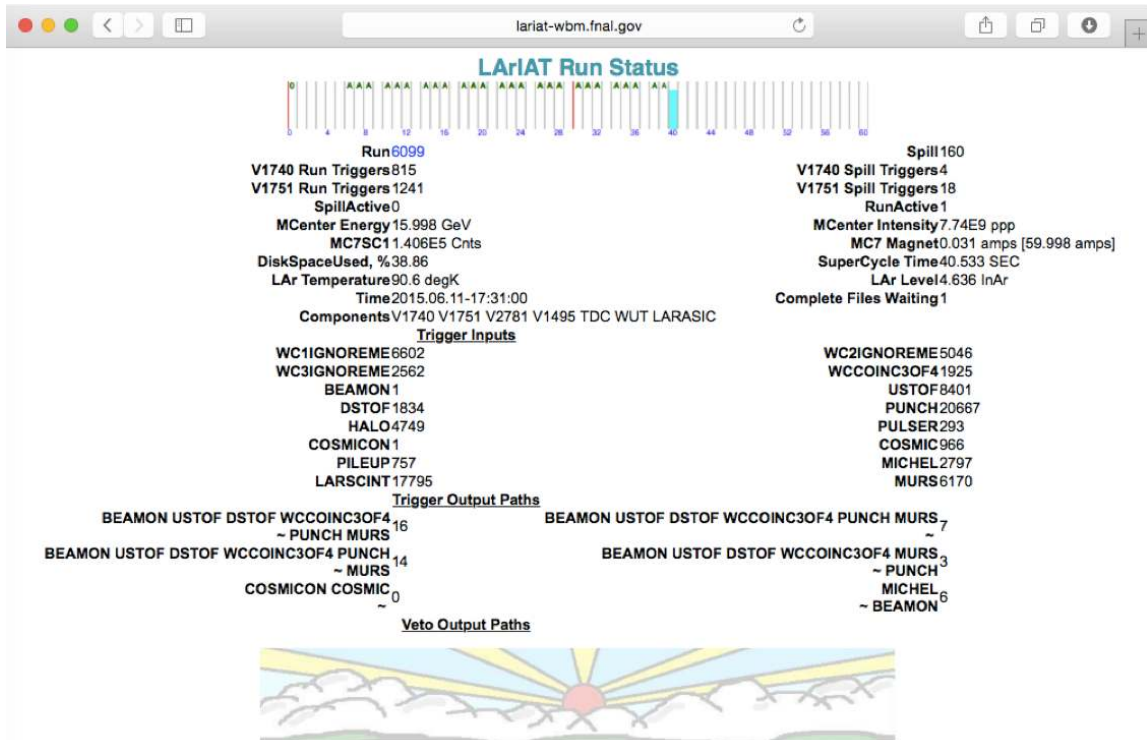 lariat-wbm.fnal.gov
LArIAT Run Status
0 A A A A A A A A A A A A A A A A A A A A A A A A A A
0 4 8 12 16 20 24 28 32 36 40 44 48 52 56 60
Run 6099 Spill 160
V1740 Run Triggers 815 V1740 Spill Triggers 4
V1751 Run Triggers 1241 V1751 Spill Triggers 18
SpillActive 0 RunActive 1
MCenter Energy 15.998 GeV MCenter Intensity 7.74E9 ppp
MC7SC1 1.406E5 Cnts MC7 Magnet 0.031 amps [59.998 amps]
DiskSpaceUsed, % 38.86 SuperCycle Time 40.533 SEC
LAr Temperature 90.6 degK LAr Level 4.636 InAr
Time 2015.06.11-17:31:00 Complete Files Waiting 1
Components V1740 V1751 V2781 V1495 TDC WUT LARASIC
Trigger Inputs
WC1IGNOREME 6602 WC2IGNOREME 5046
WC3IGNOREME 2562 WCCOINC3OF4 1925
BEAMON 1 USTOF 8401
DSTOF 1834 PUNCH 20667
HALO 4749 PULSER 293
COSMICON 1 COSMIC 966
PILEUP 757 MICHEL 2797
LARSCINT 17795 MURS 6170
Trigger Output Paths
BEAMON USTOF DSTOF WCCOINC3OF4 16 BEAMON USTOF DSTOF WCCOINC3OF4 PUNCH MURS 7
~ PUNCH MURS ~
BEAMON USTOF DSTOF WCCOINC3OF4 PUNCH 14 BEAMON USTOF DSTOF WCCOINC3OF4 MURS 3
~ MURS ~ PUNCH
COSMICON COSMIC 0 MICHEL 6
~ ~ BEAMON
Veto Output Paths